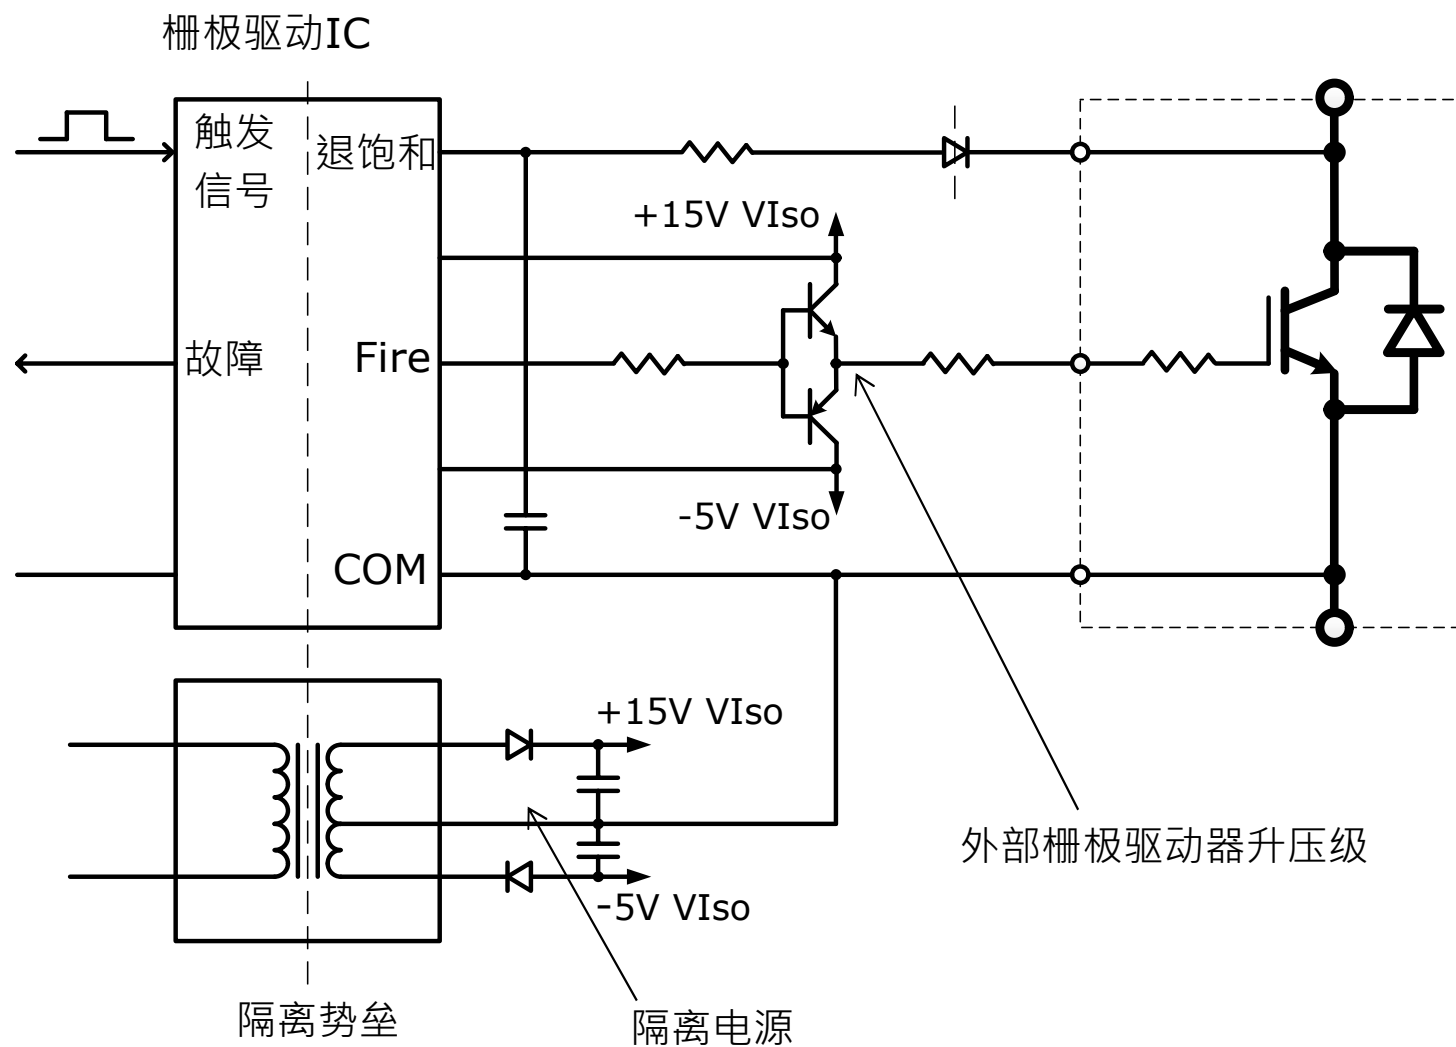 栅极驱动IC
触发
信号
退饱和
+15V VIso
故障
Fire
-5V VIso
COM
+15V VIso
外部栅极驱动器升压级
-5V VIso
隔离势垒
隔离电源